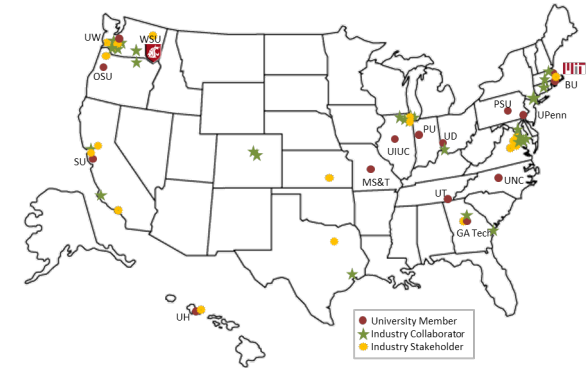 UW
WSU
OSU
MIT
BU
PSU
UPenn
PU
UD
UIUC
SU
MS&T
UT
UNC
GA Tech
UH
University Member
Industry Collaborator
Industry Stakeholder